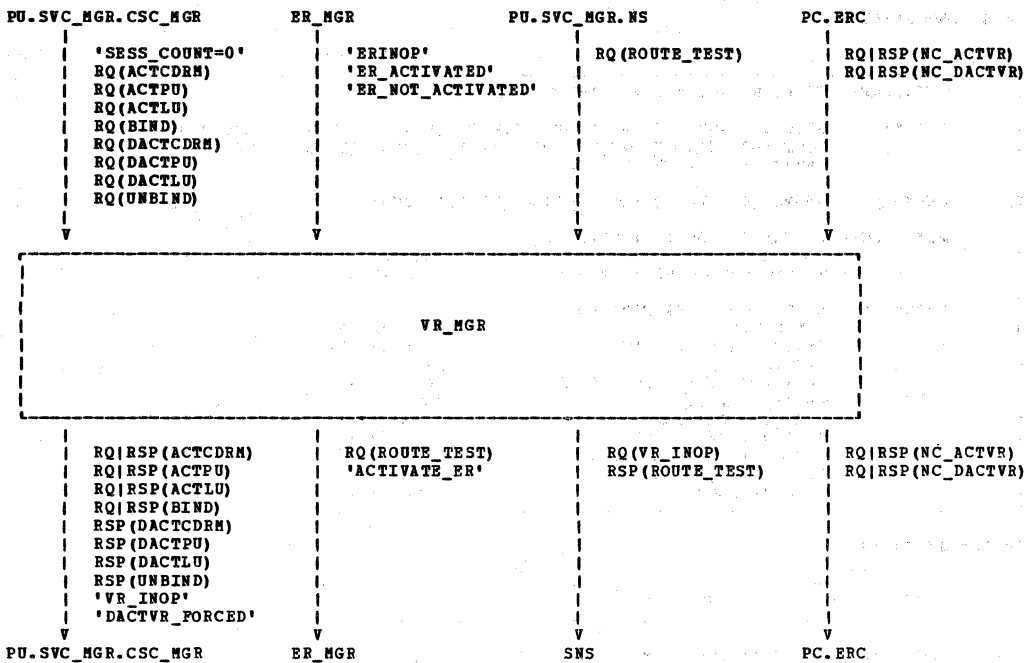 PU.SVC_MGR.CSC_MGR ER_MGR PU.SVC_MGR.NS PC.ERC
'SESS_COUNT=0' 'ERINOP' RQ(ROUTE_TEST) RQ|RSP(NC_ACTVR)
RQ(ACTCDRM) 'ER_ACTIVATED' RQ|RSP(NC_DACTVR)
RQ(ACTPU) 'ER_NOT_ACTIVATED'
RQ(ACTLU)
RQ(BIND)
RQ(DACTCDRM)
RQ(DACTPU)
RQ(DACTLU)
RQ(UNBIND)
VR_MGR
RQ|RSP(ACTCDRM) RQ(ROUTE_TEST) RQ(VR_INOP) RQ|RSP(NC_ACTVR)
RQ|RSP(ACTPU) 'ACTIVATE_ER' RSP(ROUTE_TEST) RQ|RSP(NC_DACTVR)
RQ|RSP(ACTLU)
RQ|RSP(BIND)
RSP(DACTCDRM)
RSP(DACTPU)
RSP(DACTLU)
RSP(UNBIND)
'VR_INOP'
'DACTVR_FORCED'
PU.SVC_MGR.CSC_MGR ER_MGR SNS PC.ERC